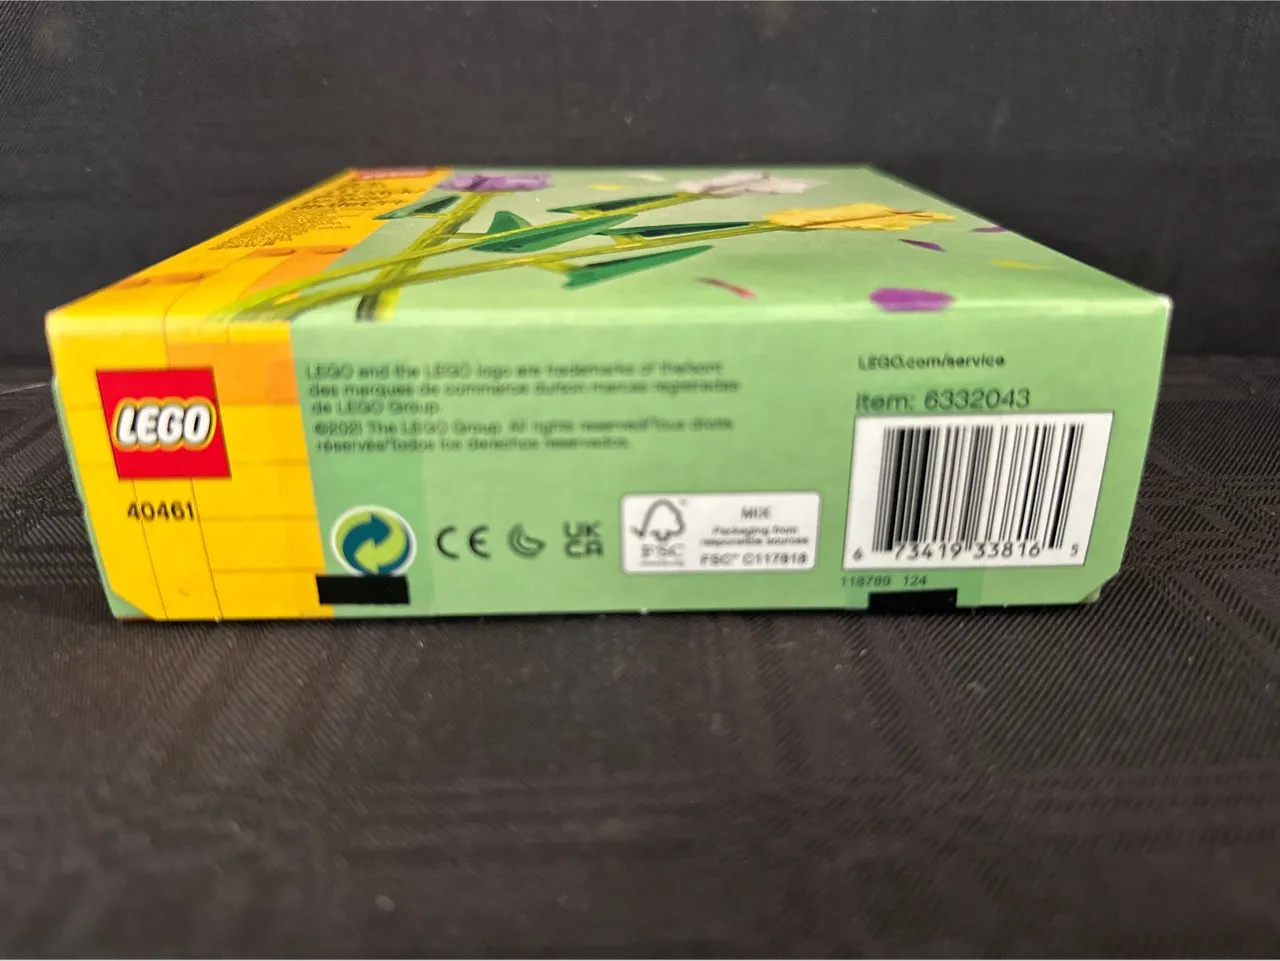 LEGO
40461
LEGO and the LEGO logo are trademarks of the/sont
des marques de commerce du/son marcas registradas
de LEGO Group.
©2021 The LEGO Group. All rights reserved/Tous droits
réservés/Todos los derechos reservados.
CE
UK
CA
FSC
MIX
Packaging from
responsible sources
FSC™ C117818
LEGO.com/service
Item: 6332043
6 73419 33816 5
118789 124